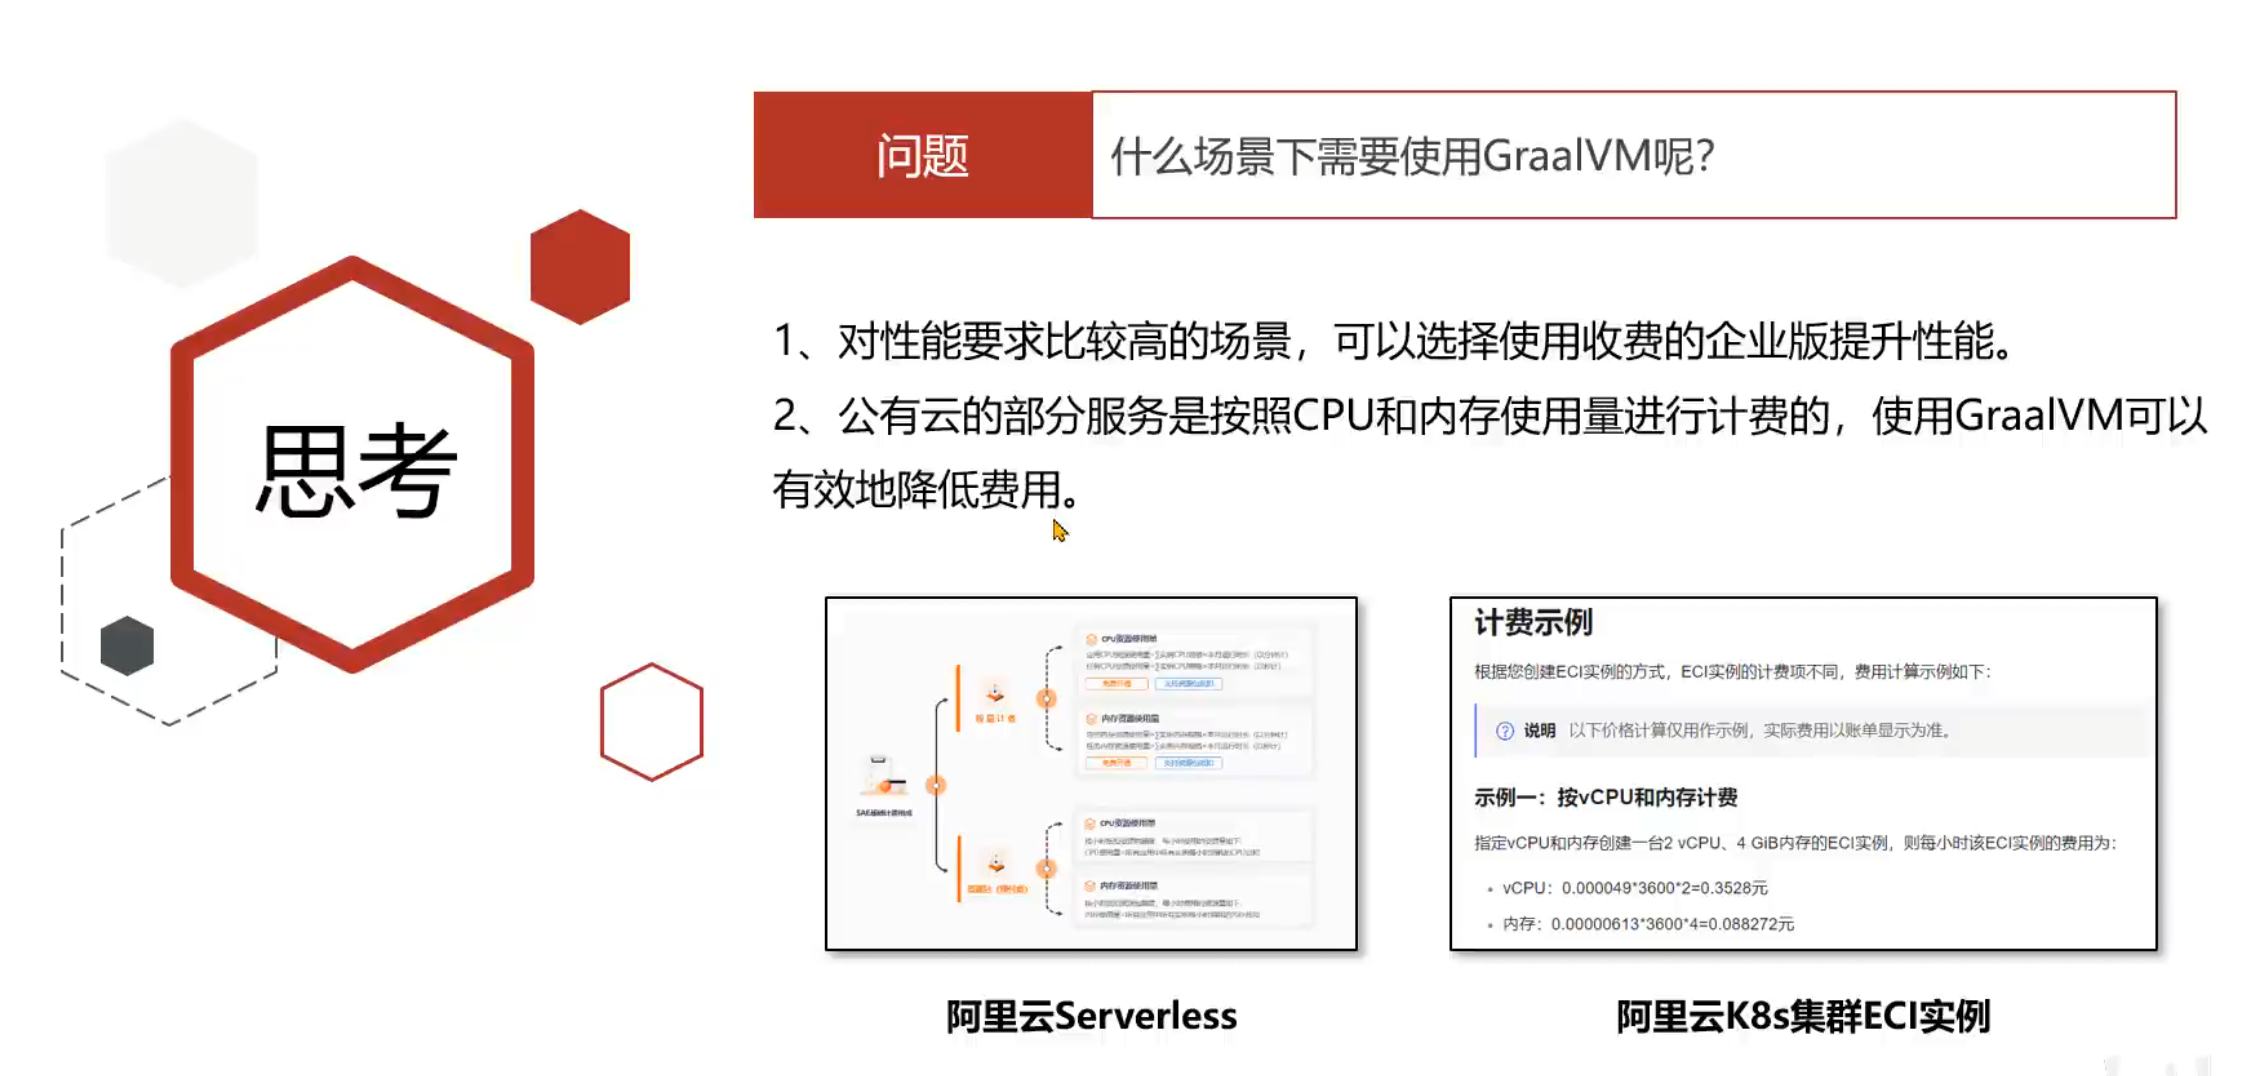 思考
问题
什么场景下需要使用GraalVM呢？
1、对性能要求比较高的场景，可以选择使用收费的企业版提升性能。
2、公有云的部分服务是按照CPU和内存使用量进行计费的，使用GraalVM可以
有效地降低费用。
SAE
按量计费
CPU资源使用量
免费开通
内存资源使用量
免费开通
CPU资源使用量
内存资源使用量
阿里云Serverless
计费示例
根据您创建ECI实例的方式，ECI实例的计费项不同，费用计算示例如下：
说明 以下价格计算仅用作示例，实际费用以账单显示为准。
示例一：按vCPU和内存计费
指定vCPU和内存创建一台2 vCPU、4 GiB内存的ECI实例，则每小时该ECI实例的费用为：
• vCPU：0.000049*3600*2=0.3528元
• 内存：0.00000613*3600*4=0.088272元
阿里云K8s集群ECI实例